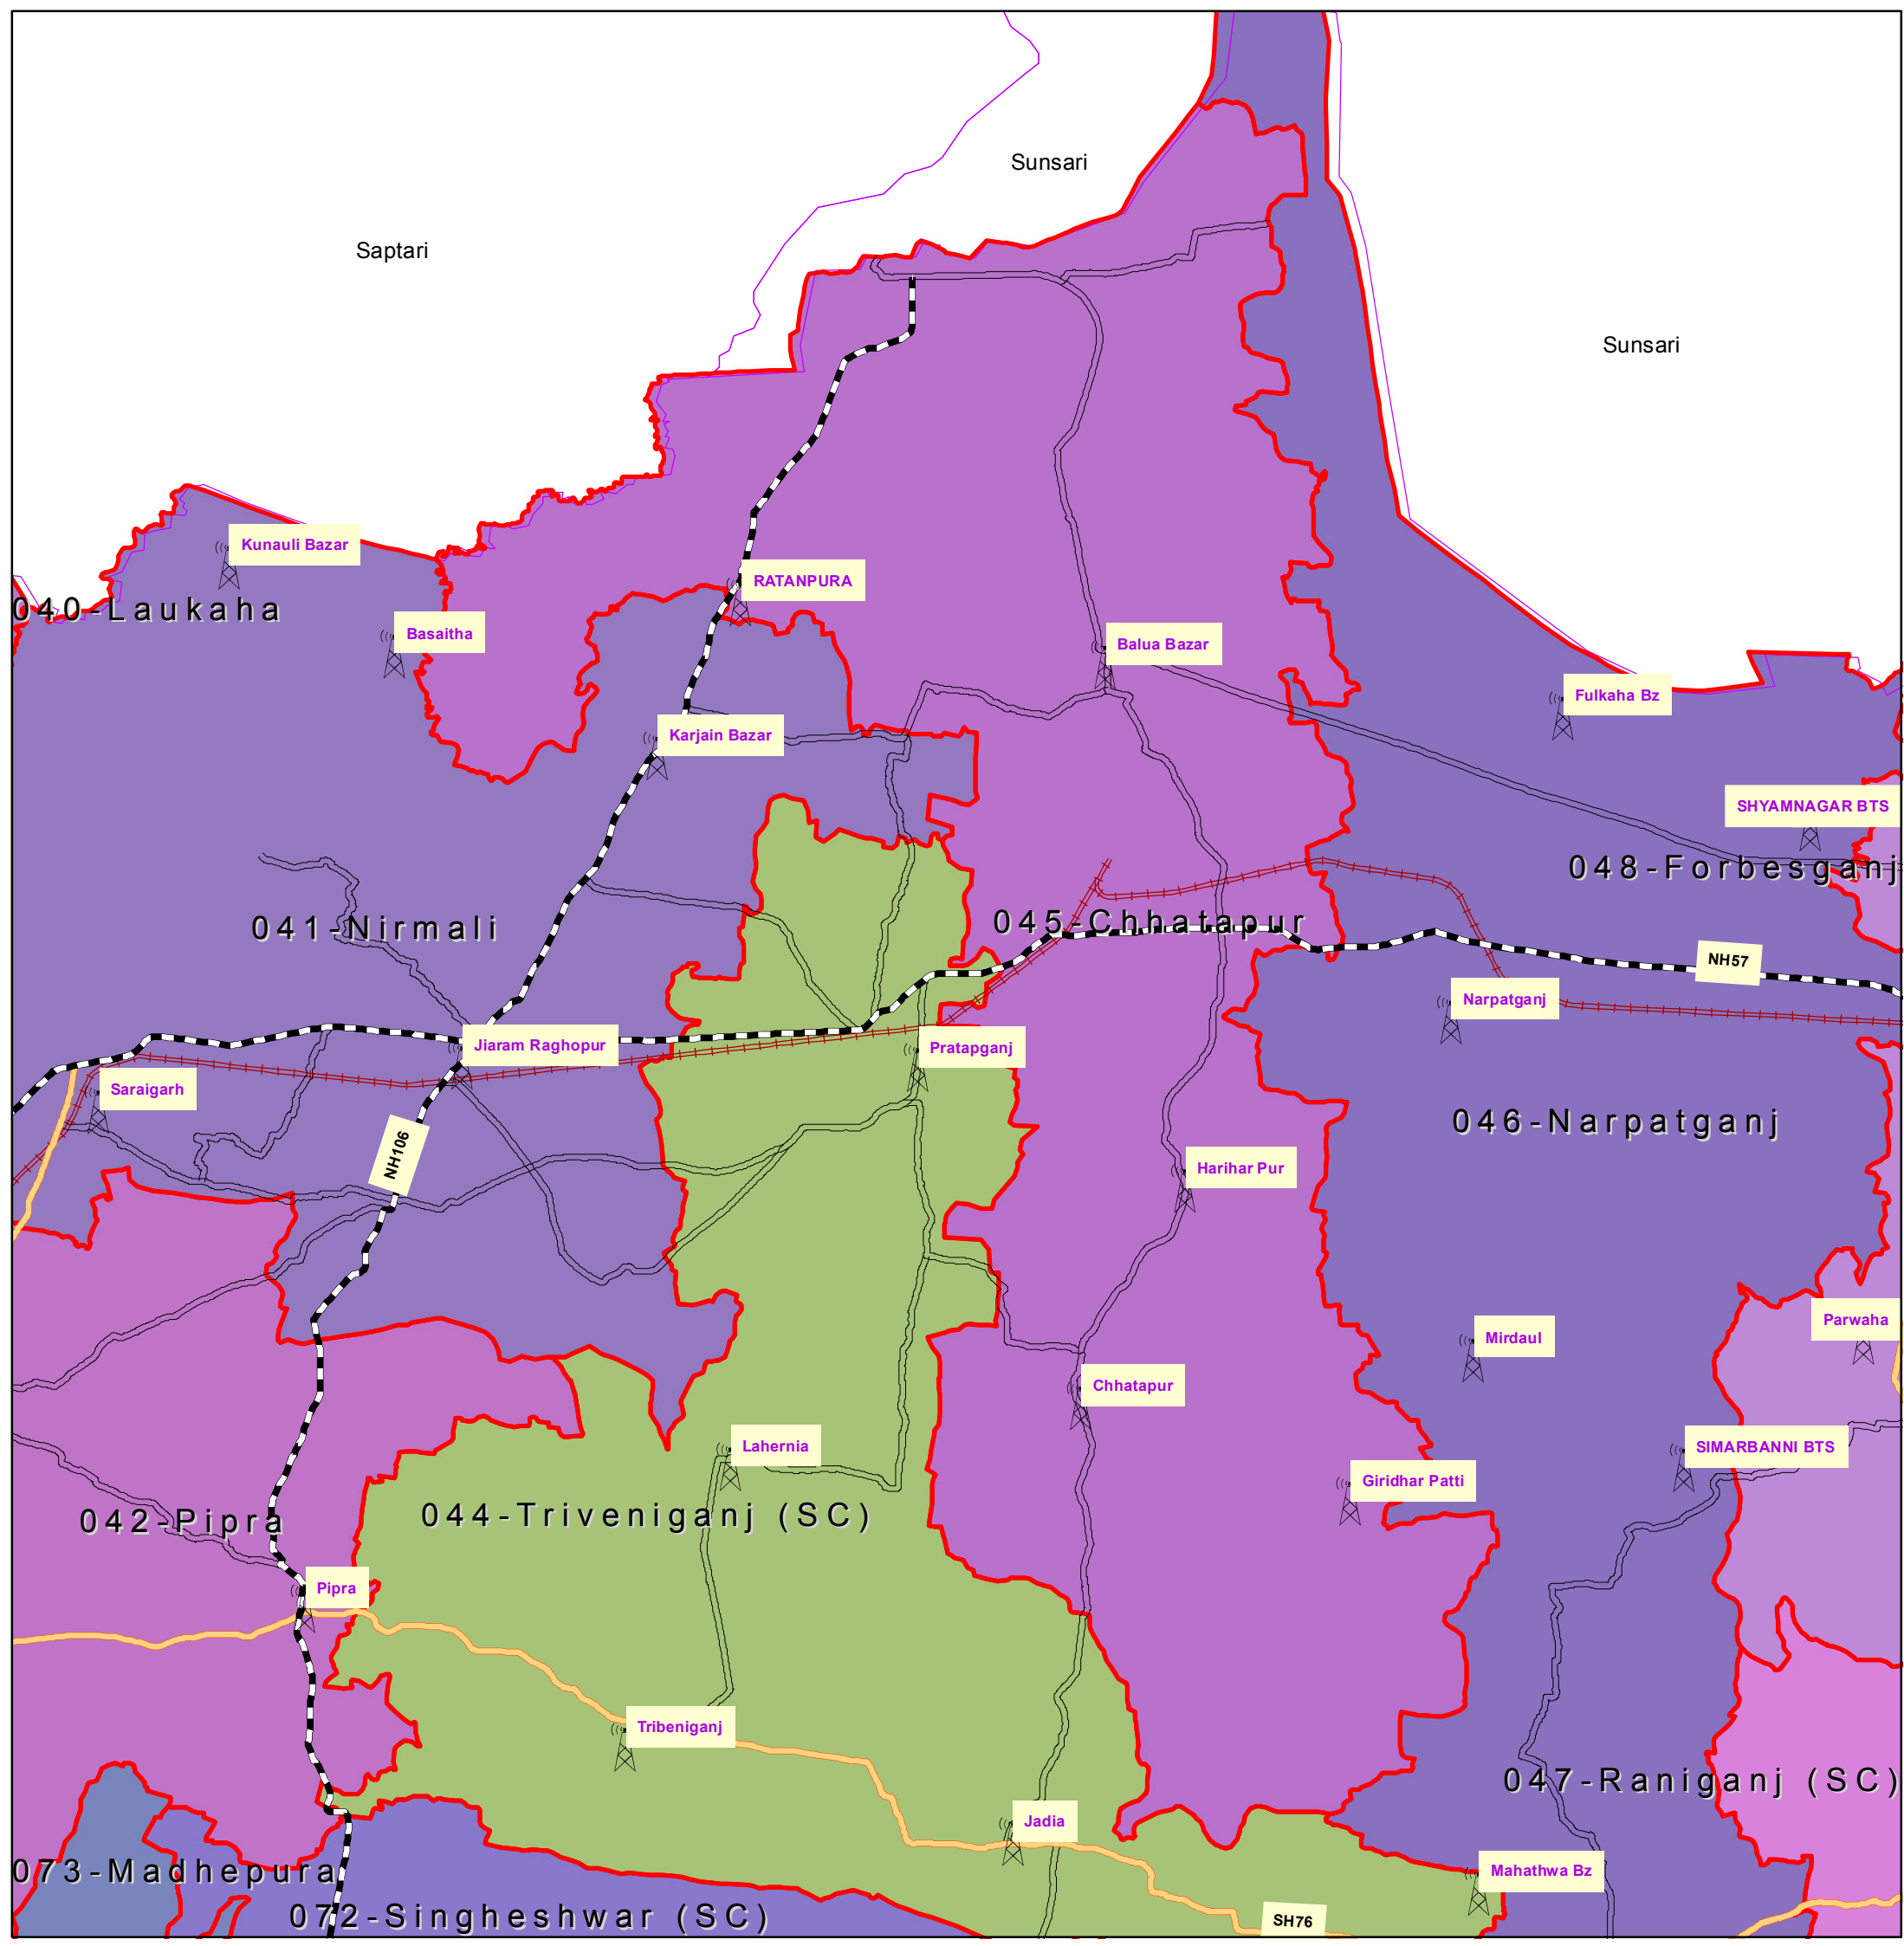 Sunsari
Saptari
Sunsari
Kunauli Bazar
RATANPURA
040-Laukaha
Basaitha
Balua Bazar
Fulkaha Bz
Karjain Bazar
SHYAMNAGAR BTS
048-Forbesganj
045-Chhatapur
041-Nirmali
NH57
Narpatganj
Jiaram Raghopur
Pratapganj
Saraigarh
046-Narpatganj
NH106
Harihar Pur
Parwaha
Mirdaul
Chhatapur
Lahernia
SIMARBANNI BTS
Giridhar Patti
044-Triveniganj (SC)
042-Pipra
Pipra
Tribeniganj
047-Raniganj (SC)
Jadia
073-Madhepura
Mahathwa Bz
072-Singheshwar (SC)
SH76